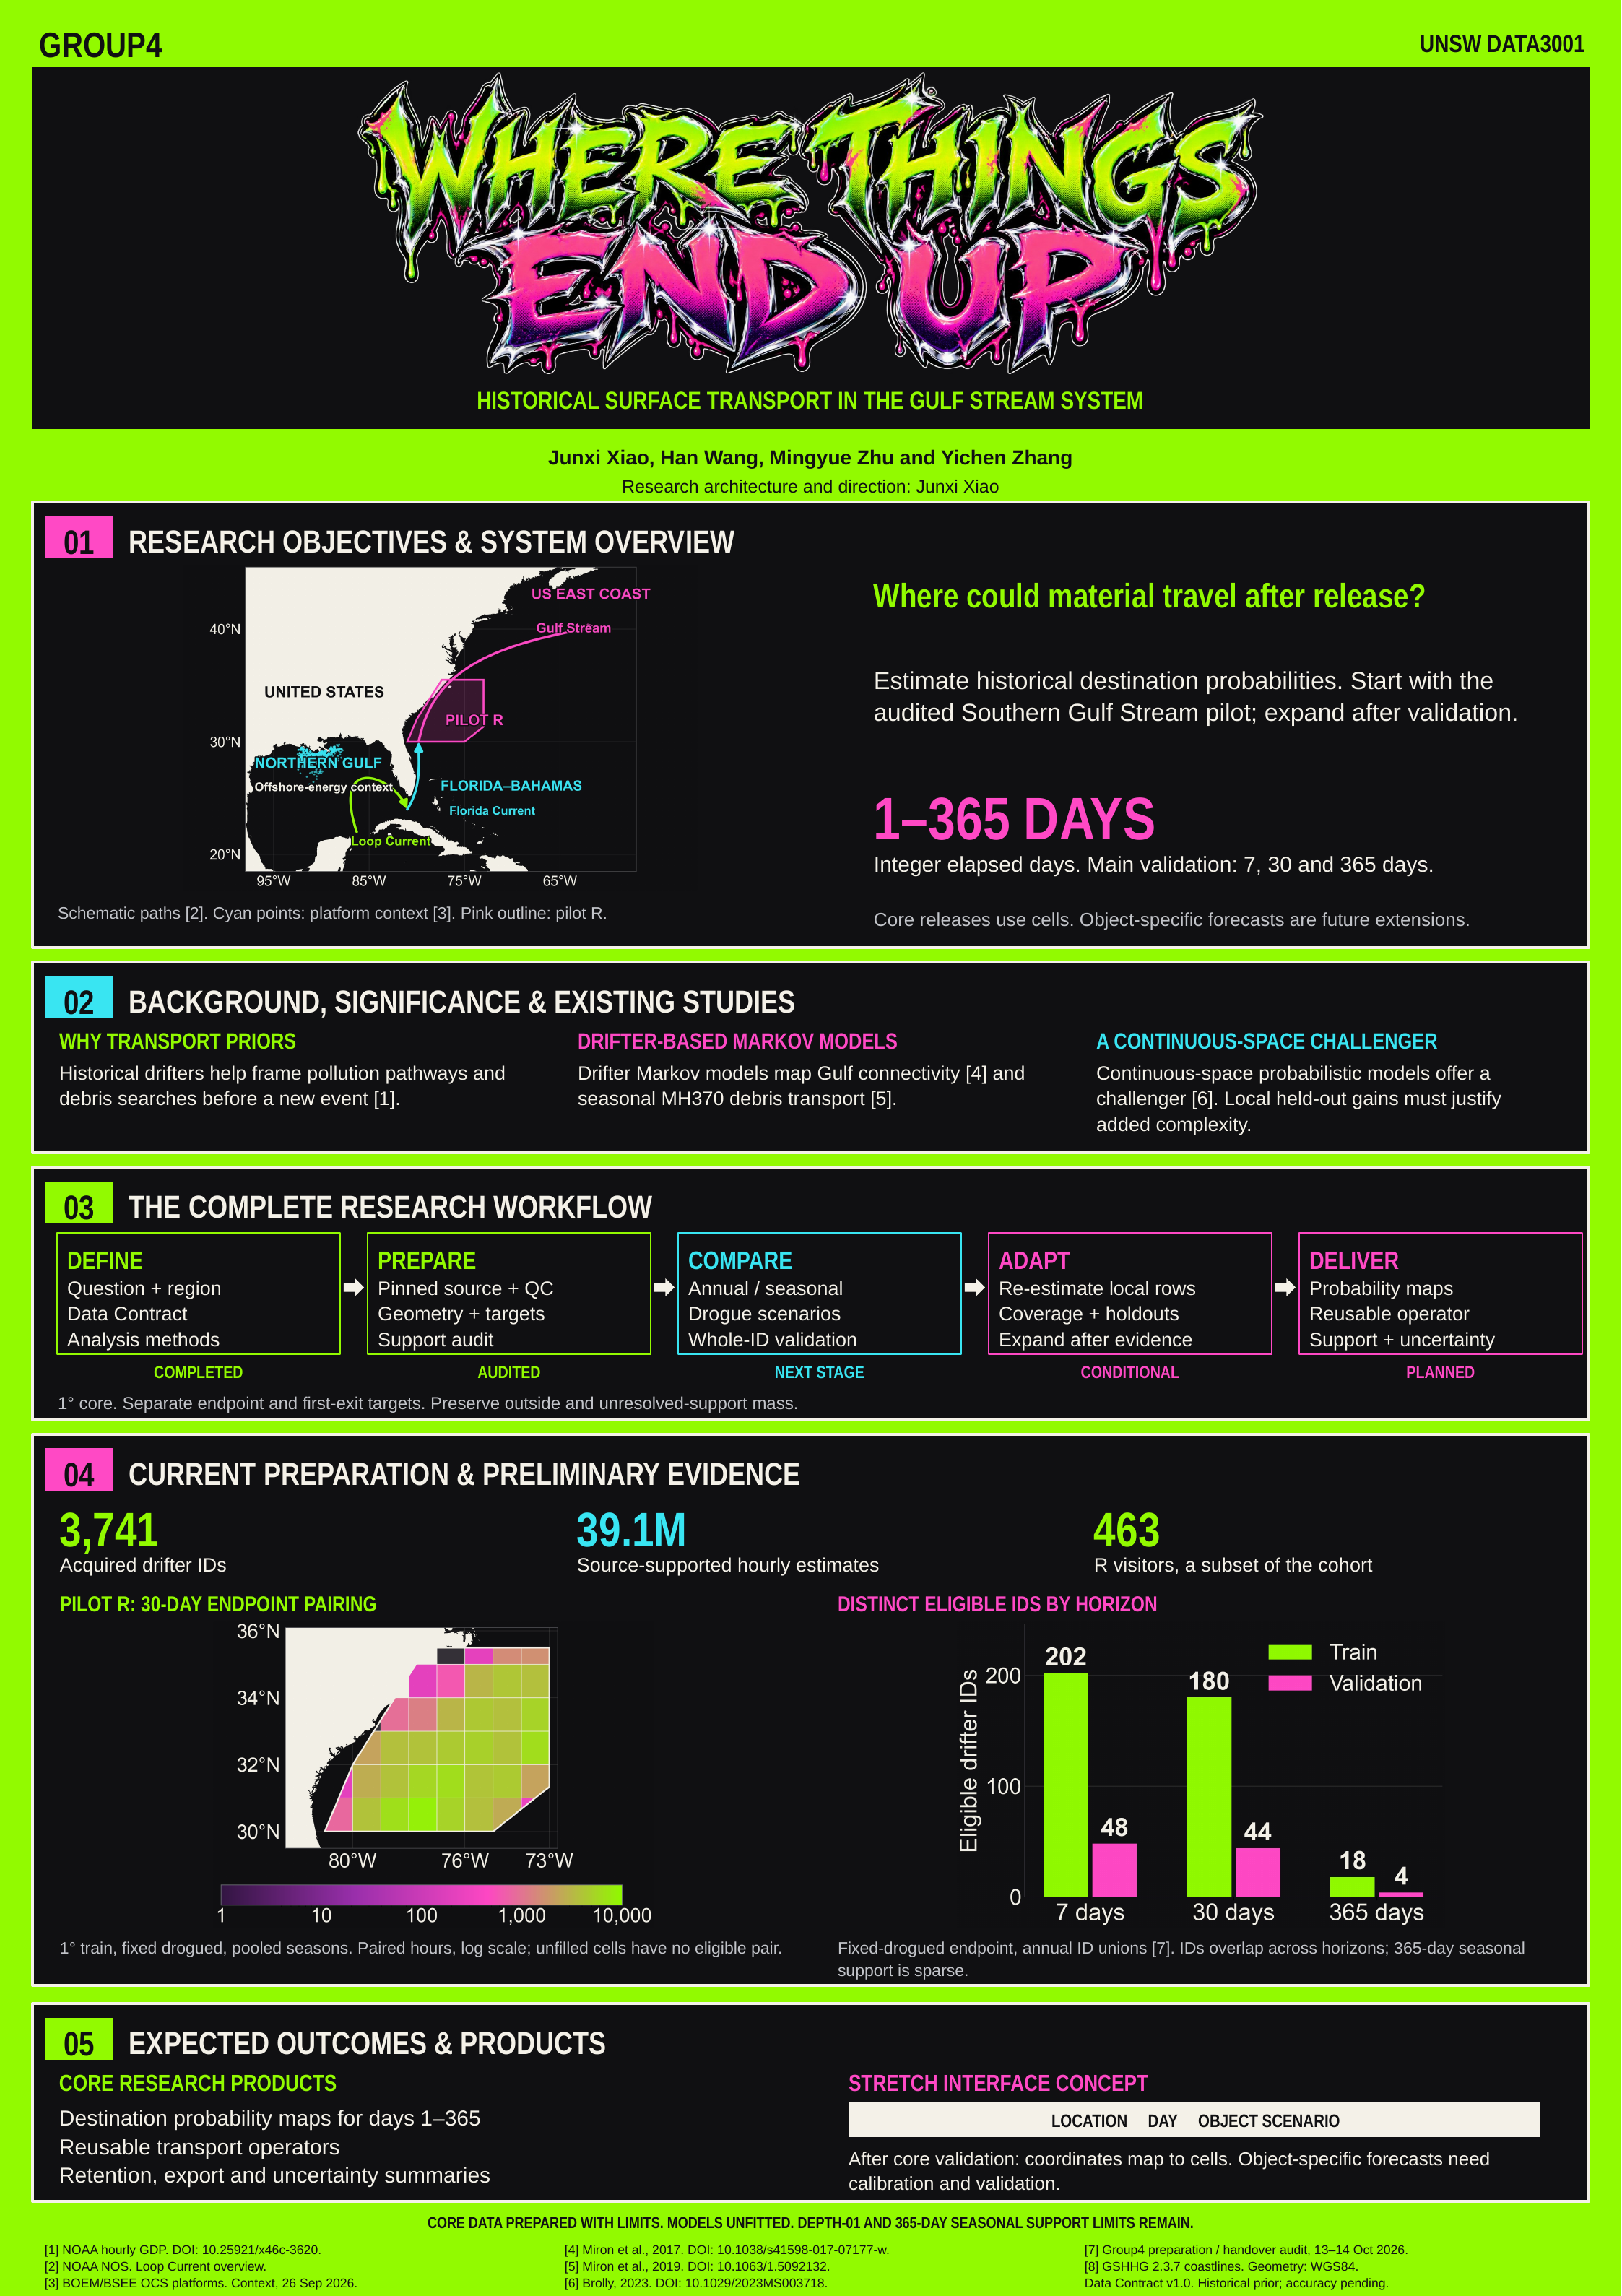 GROUP4
UNSW DATA3001
WHERE THINGS
END UP
HISTORICAL SURFACE TRANSPORT IN THE GULF STREAM SYSTEM
Junxi Xiao, Han Wang, Mingyue Zhu and Yichen Zhang
Research architecture and direction: Junxi Xiao
01
RESEARCH OBJECTIVES & SYSTEM OVERVIEW
US EAST COAST
Gulf Stream
40°N
UNITED STATES
PILOT R
30°N
NORTHERN GULF
Offshore-energy context
FLORIDA–BAHAMAS
Florida Current
Loop Current
20°N
95°W
85°W
75°W
65°W
Schematic paths [2]. Cyan points: platform context [3]. Pink outline: pilot R.
Where could material travel after release?
Estimate historical destination probabilities. Start with the
audited Southern Gulf Stream pilot; expand after validation.
1–365 DAYS
Integer elapsed days. Main validation: 7, 30 and 365 days.
Core releases use cells. Object-specific forecasts are future extensions.
02
BACKGROUND, SIGNIFICANCE & EXISTING STUDIES
WHY TRANSPORT PRIORS
Historical drifters help frame pollution pathways and
debris searches before a new event [1].
DRIFTER-BASED MARKOV MODELS
Drifter Markov models map Gulf connectivity [4] and
seasonal MH370 debris transport [5].
A CONTINUOUS-SPACE CHALLENGER
Continuous-space probabilistic models offer a
challenger [6]. Local held-out gains must justify
added complexity.
03
THE COMPLETE RESEARCH WORKFLOW
DEFINE
Question + region
Data Contract
Analysis methods
COMPLETED
PREPARE
Pinned source + QC
Geometry + targets
Support audit
AUDITED
COMPARE
Annual / seasonal
Drogue scenarios
Whole-ID validation
NEXT STAGE
ADAPT
Re-estimate local rows
Coverage + holdouts
Expand after evidence
CONDITIONAL
DELIVER
Probability maps
Reusable operator
Support + uncertainty
PLANNED
1° core. Separate endpoint and first-exit targets. Preserve outside and unresolved-support mass.
04
CURRENT PREPARATION & PRELIMINARY EVIDENCE
3,741
Acquired drifter IDs
39.1M
Source-supported hourly estimates
463
R visitors, a subset of the cohort
PILOT R: 30-DAY ENDPOINT PAIRING
36°N
34°N
32°N
30°N
80°W
76°W
73°W
1
10
100
1,000
10,000
1° train, fixed drogued, pooled seasons. Paired hours, log scale; unfilled cells have no eligible pair.
DISTINCT ELIGIBLE IDS BY HORIZON
Eligible drifter IDs
200
100
0
202
48
180
44
18
4
Train
Validation
7 days
30 days
365 days
Fixed-drogued endpoint, annual ID unions [7]. IDs overlap across horizons; 365-day seasonal
support is sparse.
05
EXPECTED OUTCOMES & PRODUCTS
CORE RESEARCH PRODUCTS
Destination probability maps for days 1–365
Reusable transport operators
Retention, export and uncertainty summaries
STRETCH INTERFACE CONCEPT
LOCATION DAY OBJECT SCENARIO
After core validation: coordinates map to cells. Object-specific forecasts need
calibration and validation.
CORE DATA PREPARED WITH LIMITS. MODELS UNFITTED. DEPTH-01 AND 365-DAY SEASONAL SUPPORT LIMITS REMAIN.
[1] NOAA hourly GDP. DOI: 10.25921/x46c-3620.
[2] NOAA NOS. Loop Current overview.
[3] BOEM/BSEE OCS platforms. Context, 26 Sep 2026.
[4] Miron et al., 2017. DOI: 10.1038/s41598-017-07177-w.
[5] Miron et al., 2019. DOI: 10.1063/1.5092132.
[6] Brolly, 2023. DOI: 10.1029/2023MS003718.
[7] Group4 preparation / handover audit, 13–14 Oct 2026.
[8] GSHHG 2.3.7 coastlines. Geometry: WGS84.
Data Contract v1.0. Historical prior; accuracy pending.